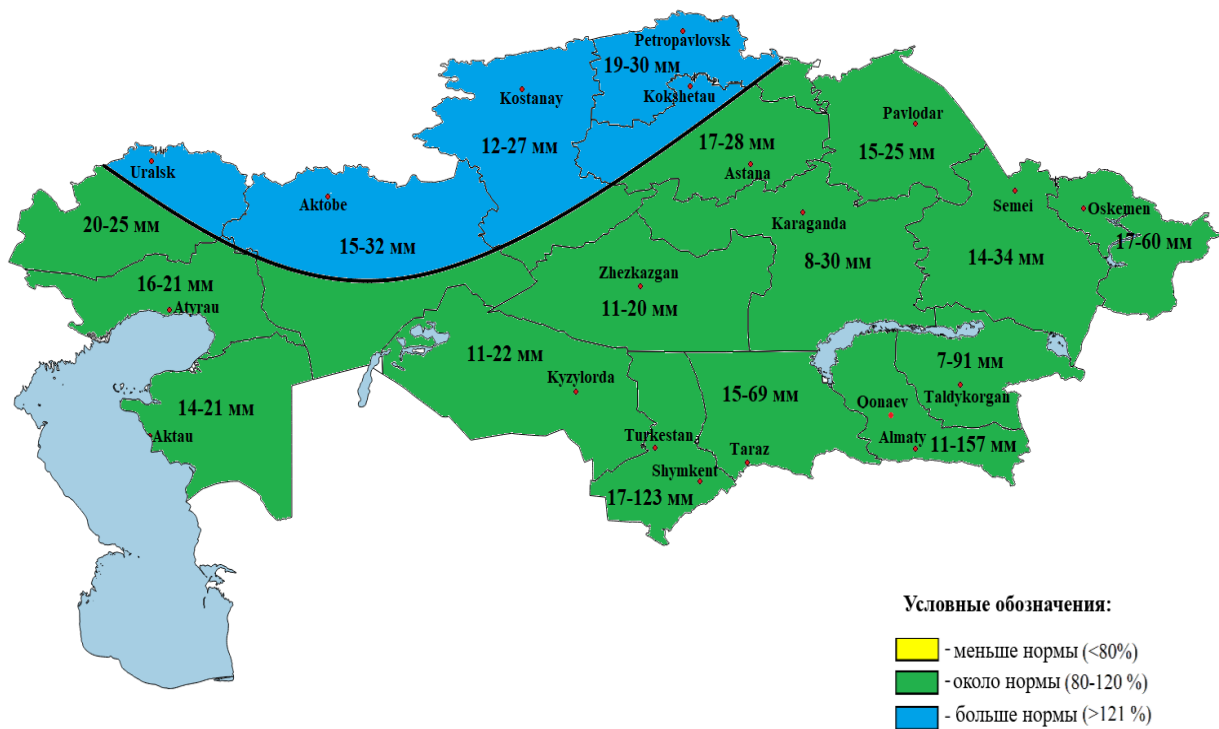 Petropavlovsk
19-30 мм
Kostanay
Kokshetau
12-27 мм
Pavlodar
17-28 мм
15-25 мм
Uralsk
Astana
Aktobe
Semei
Oskemen
20-25 мм
15-32 мм
Karaganda
17-60 мм
8-30 мм
14-34 мм
Zhezkazgan
16-21 мм
Atyrau
11-20 мм
11-22 мм
7-91 мм
Kyzylorda
15-69 мм
Taldykorgan
14-21 мм
Qonaev
Aktau
Turkestan
Taraz
Almaty
11-157 мм
Shymkent
17-123 мм
Условные обозначения:
- меньше нормы (<80%)
- около нормы (80-120 %)
- больше нормы (>121 %)